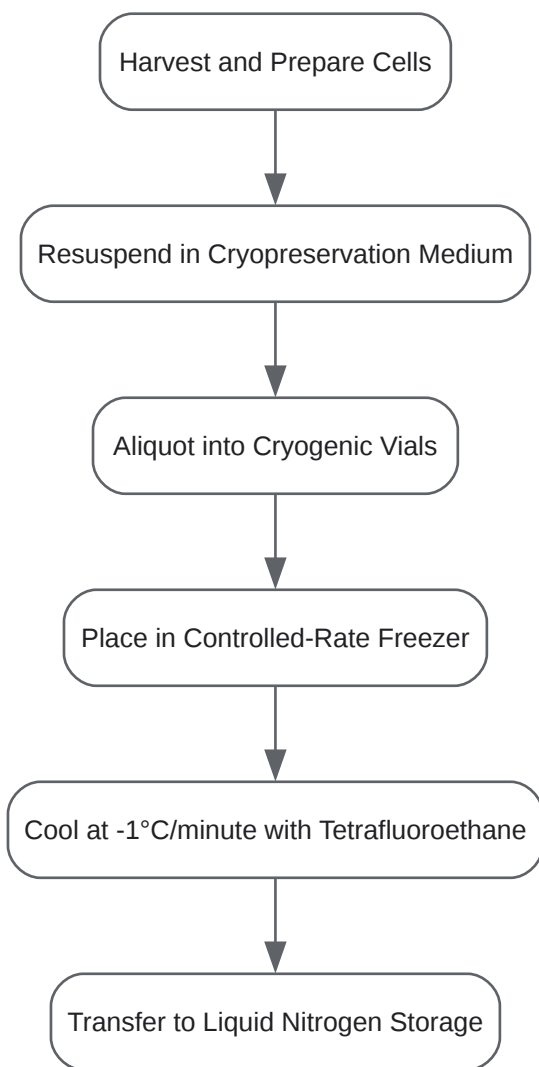 Harvest and Prepare Cells
Resuspend in Cryopreservation Medium
Aliquot into Cryogenic Vials
Place in Controlled-Rate Freezer
Cool at -1°C/minute with Tetrafluoroethane
Transfer to Liquid Nitrogen Storage